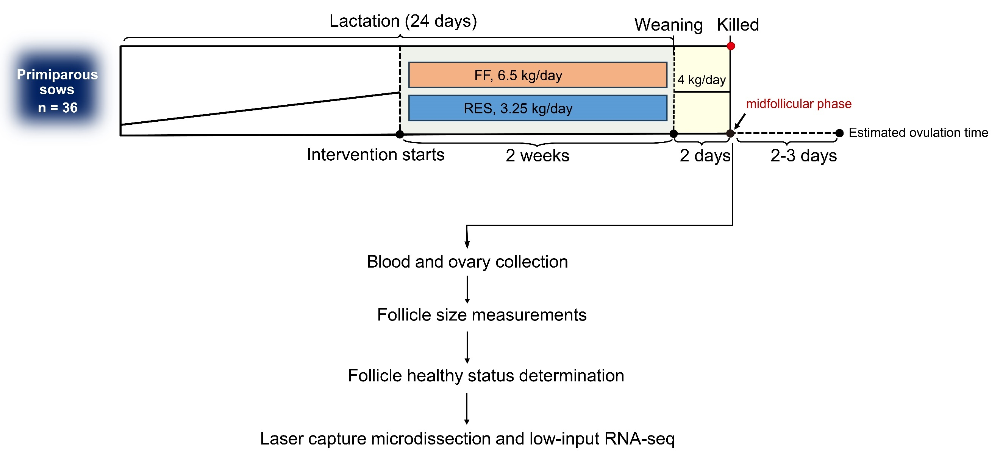 Lactation (24 days)
Weaning
Killed
Primiparous
sows
n = 36
FF, 6.5 kg/day
4 kg/day
RES, 3.25 kg/day
midfollicular phase
Estimated ovulation time
Intervention starts
2 weeks
2 days
2-3 days
Blood and ovary collection
Follicle size measurements
Follicle healthy status determination
Laser capture microdissection and low-input RNA-seq